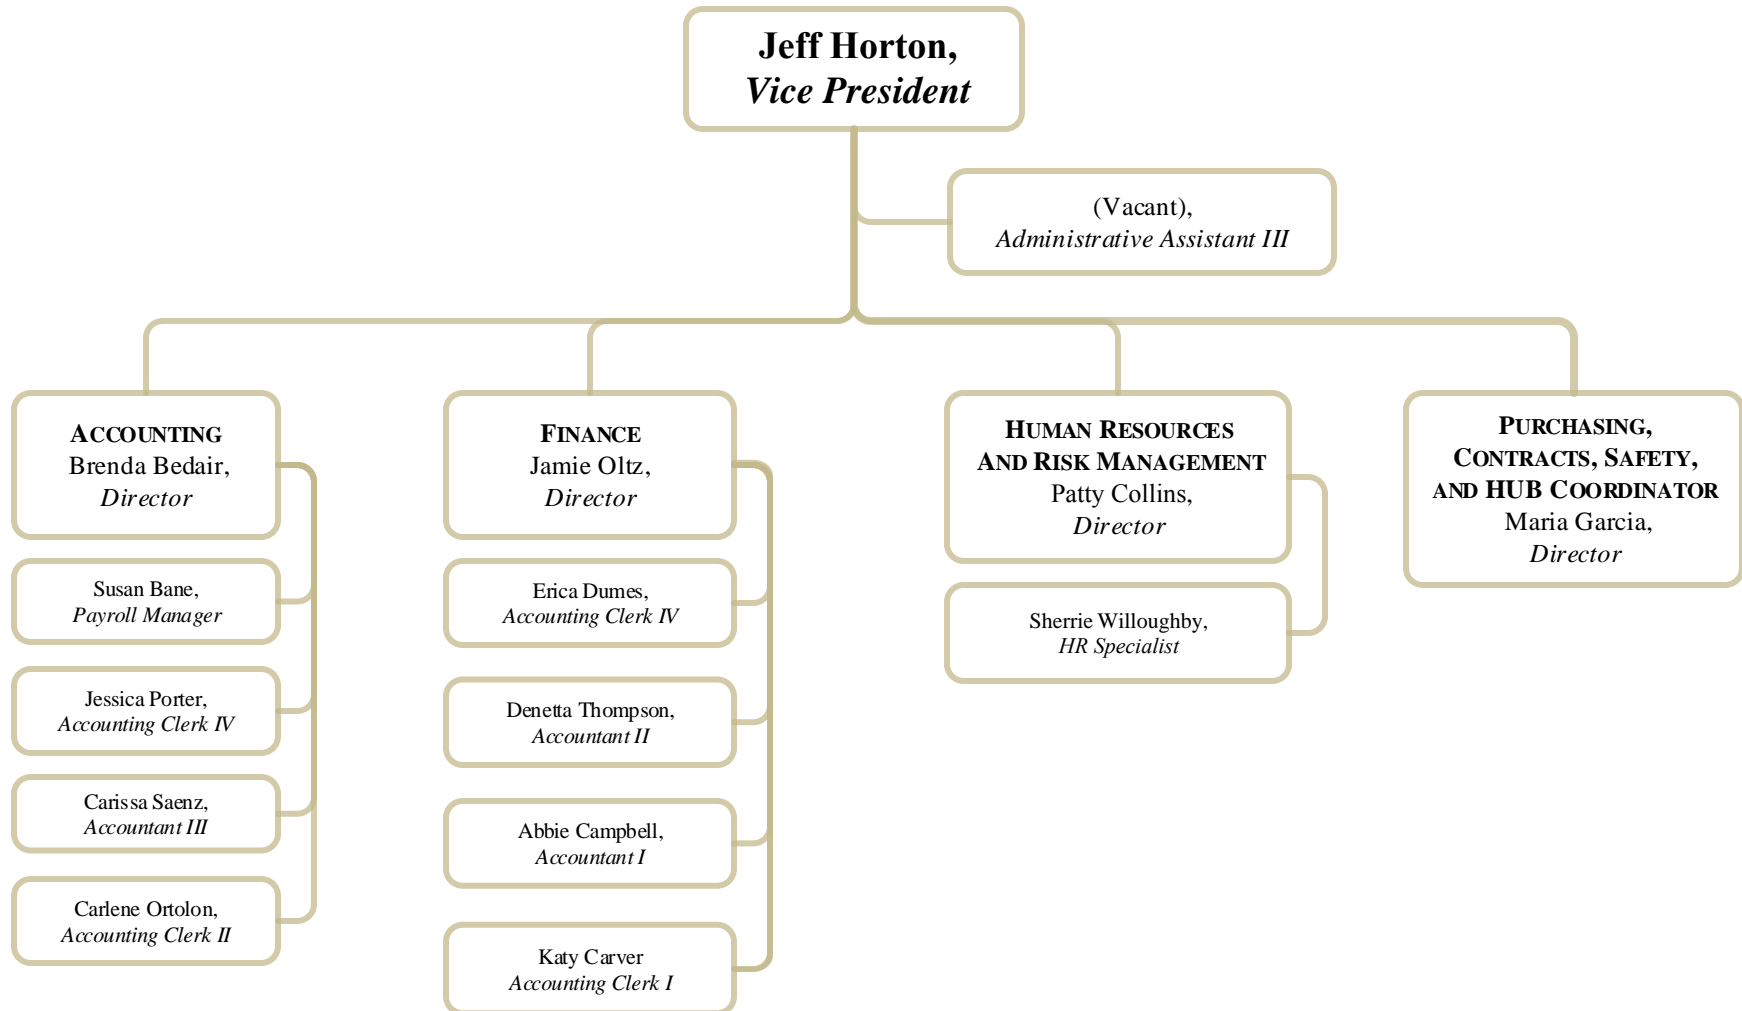 Jeff Horton,
Vice President
(Vacant),
Administrative Assistant III
ACCOUNTING
Brenda Bedair,
Director
Susan Bane,
Payroll Manager
Jessica Porter,
Accounting Clerk IV
Carissa Saenz,
Accountant III
Carlene Ortolon,
Accounting Clerk II
FINANCE
Jamie Oltz,
Director
Erica Dumes,
Accounting Clerk IV
Denetta Thompson,
Accountant II
Abbie Campbell,
Accountant I
Katy Carver
Accounting Clerk I
HUMAN RESOURCES
AND RISK MANAGEMENT
Patty Collins,
Director
Sherrie Willoughby,
HR Specialist
PURCHASING,
CONTRACTS, SAFETY,
AND HUB COORDINATOR
Maria Garcia,
Director